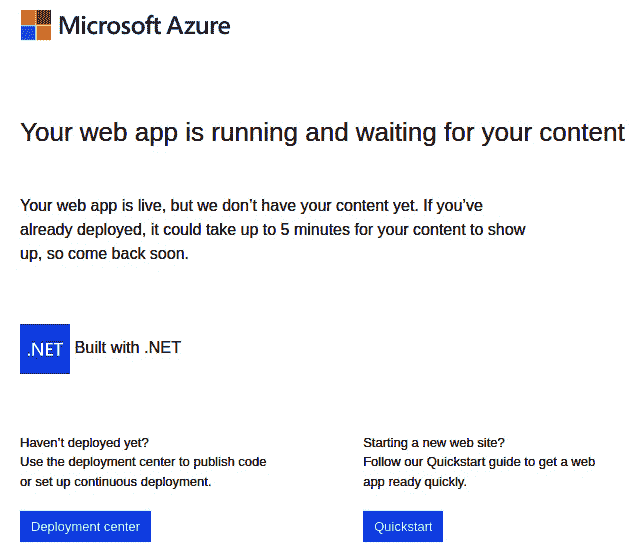 Microsoft Azure
Your web app is running and waiting for your content
Your web app is live, but we don’t have your content yet. If you’ve
already deployed, it could take up to 5 minutes for your content to show
up, so come back soon.
.NET Built with .NET
Haven’t deployed yet?
Use the deployment center to publish code
or set up continuous deployment.
Deployment center
Starting a new web site?
Follow our Quickstart guide to get a web
app ready quickly.
Quickstart